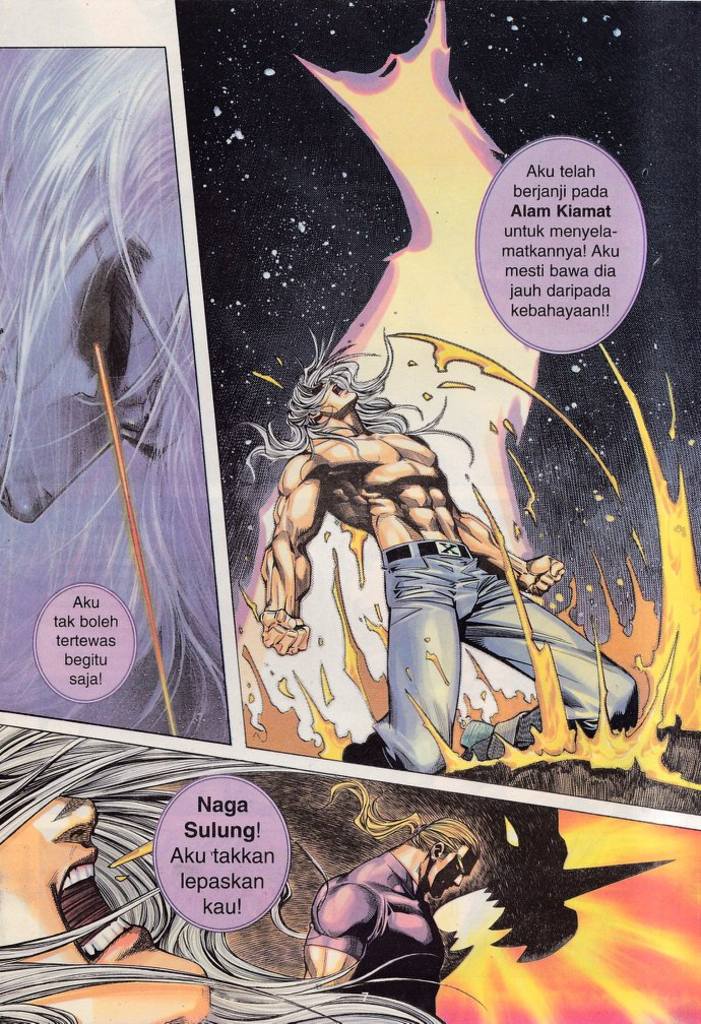 Aku
tak boleh
tertewas
begitu
saja!
Aku telah
berjanji pada
Alam Kiamat
untuk menyela-
matkannya! Aku
mesti bawa dia
jauh daripada
kebahayaan!!
Naga
Sulung!
Aku takkan
lepaskan
kau!
7